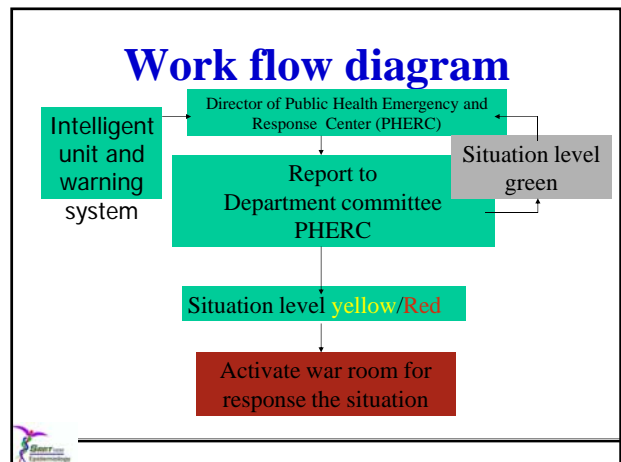 Work flow diagram
Intelligent
unit and
warning
system
Director of Public Health Emergency and
Response Center (PHERC)
Situation level
green
Report to
Department committee
PHERC
Situation level yellow/Red
Activate war room for
response the situation
Epidemiology